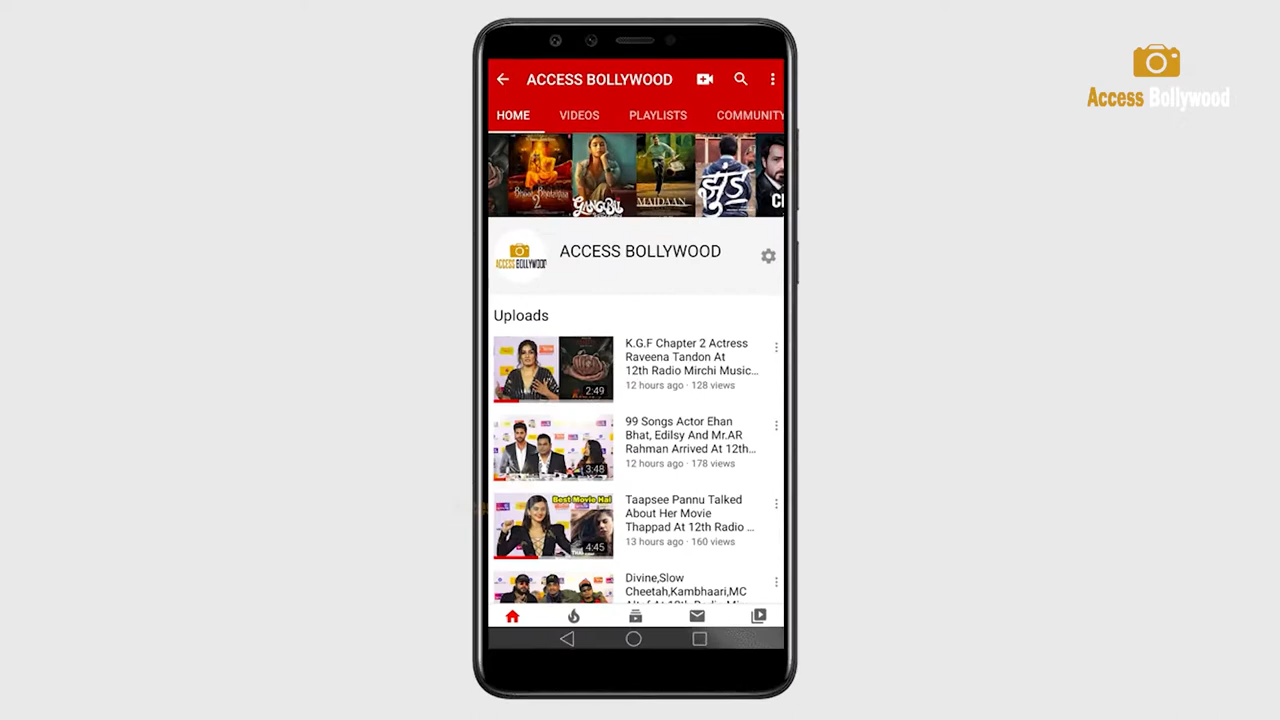 Access Bollywood
ACCESS BOLLYWOOD
HOME VIDEOS PLAYLISTS COMMUNITY
2
MAIDAAN
झुंड
ACCESS BOLLYWOOD
ACCESS BOLLYWOOD
Uploads
K.G.F Chapter 2 Actress
Raveena Tandon At
12th Radio Mirchi Music...
12 hours ago · 128 views
2:49
99 Songs Actor Ehan
Bhat, Edilsy And Mr.AR
Rahman Arrived At 12th...
12 hours ago · 178 views
3:48
Best Movie Hai
Taapsee Pannu Talked
About Her Movie
Thappad At 12th Radio ...
13 hours ago · 160 views
4:45
Divine,Slow
Cheetah,Kambhaari,MC